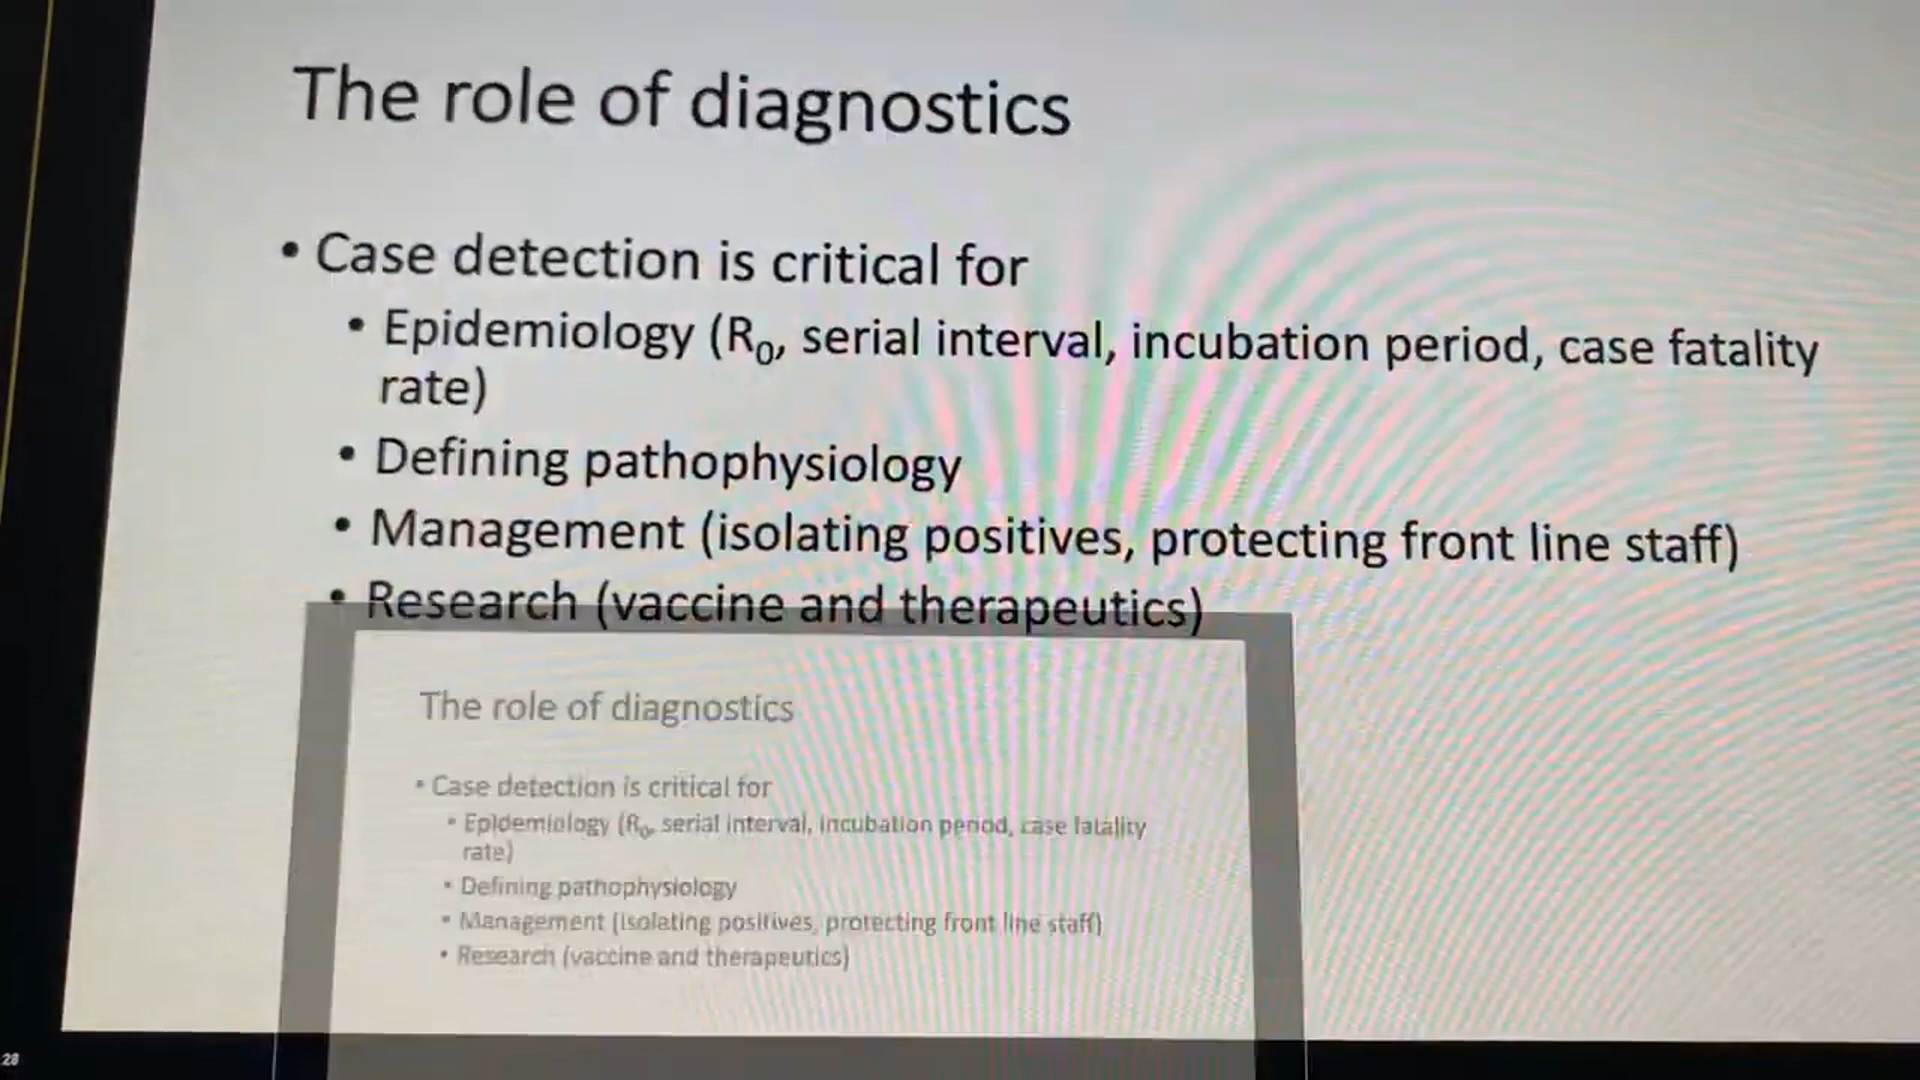 The role of diagnostics
• Case detection is critical for
• Epidemiology (R₀, serial interval, incubation period, case fatality
rate)
• Defining pathophysiology
• Management (isolating positives, protecting front line staff)
• Research (vaccine and therapeutics)
The role of diagnostics
• Case detection is critical for
• Epidemiology (R₀, serial interval, incubation period, case fatality
rate)
• Defining pathophysiology
• Management (isolating positives, protecting front line staff)
• Research (vaccine and therapeutics)
28